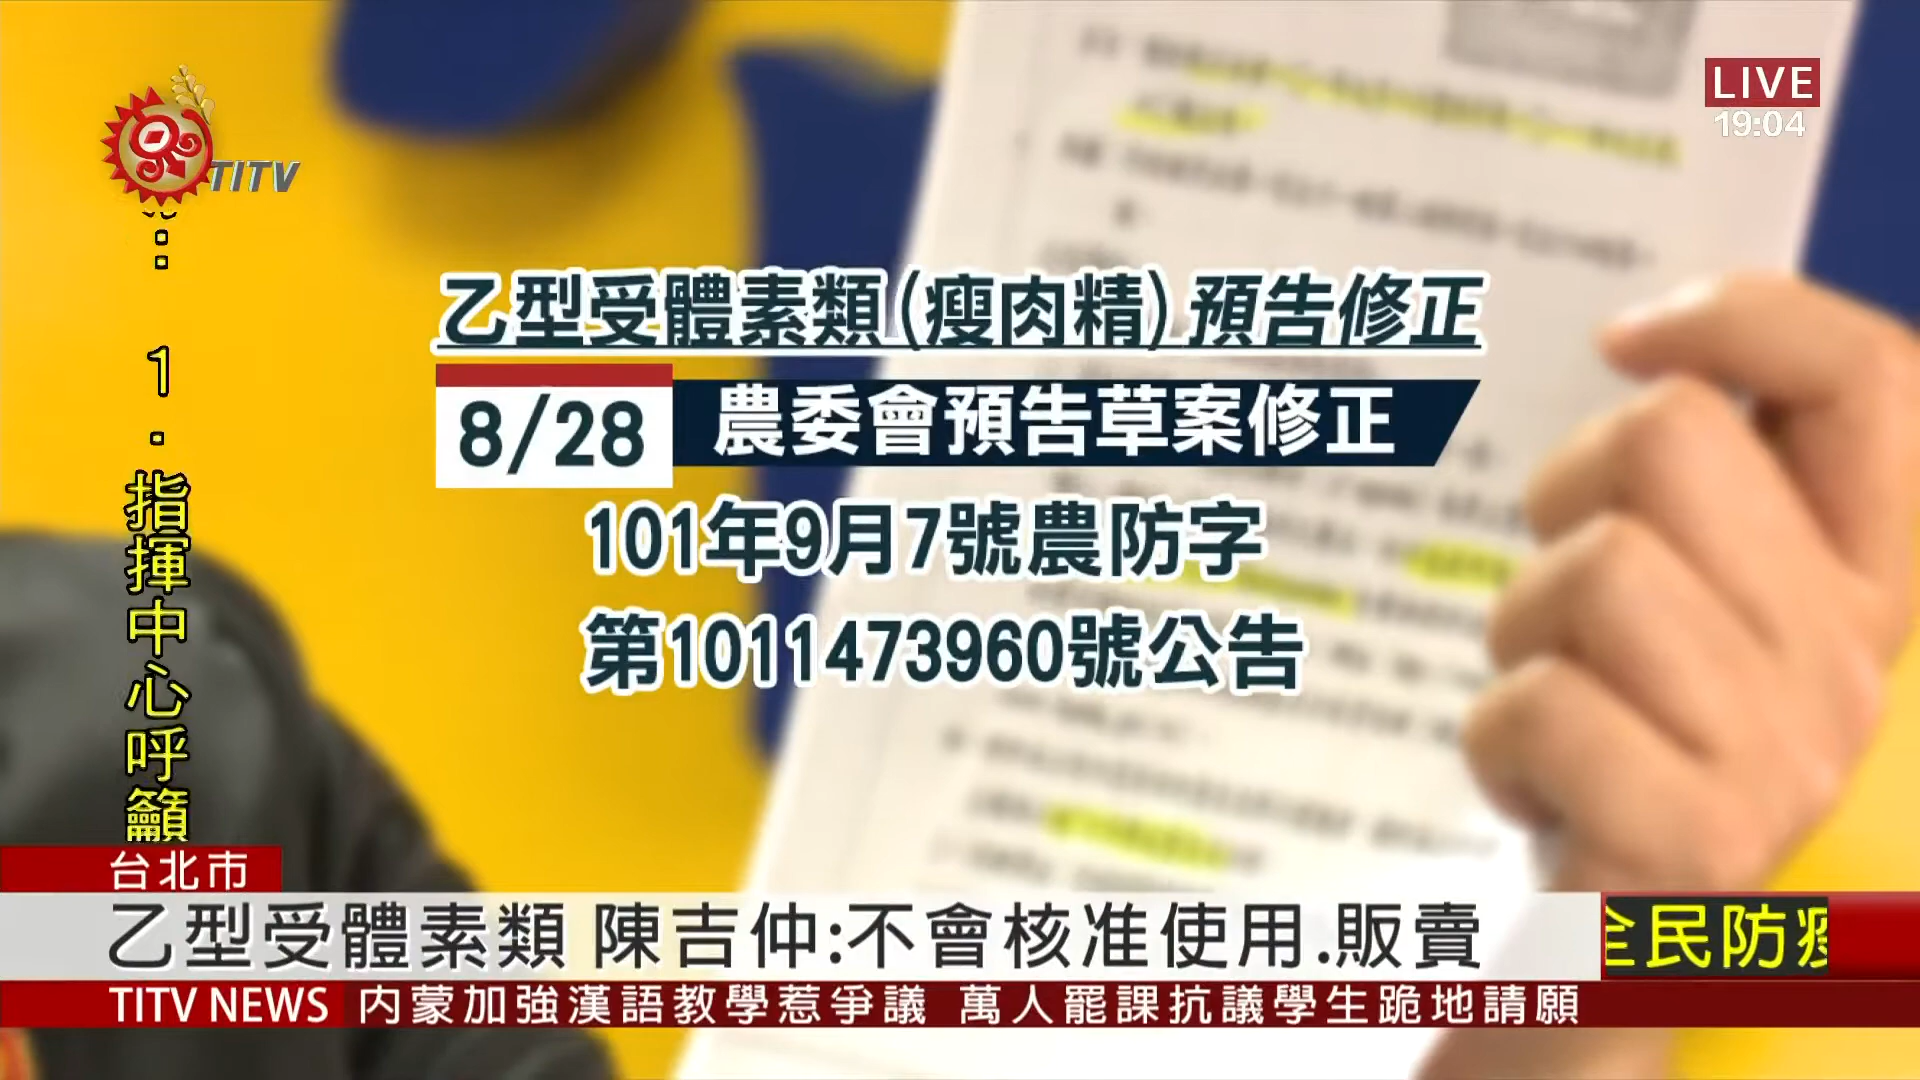 LIVE
19:04
TITV
1.指揮中心呼籲
乙型受體素類(瘦肉精)預告修正
8/28
農委會預告草案修正
101年9月7號農防字
第1011473960號公告
台北市
乙型受體素類 陳吉仲:不會核准使用.販賣
全民防疫
TITV NEWS 內蒙加強漢語教學惹爭議 萬人罷課抗議學生跪地請願